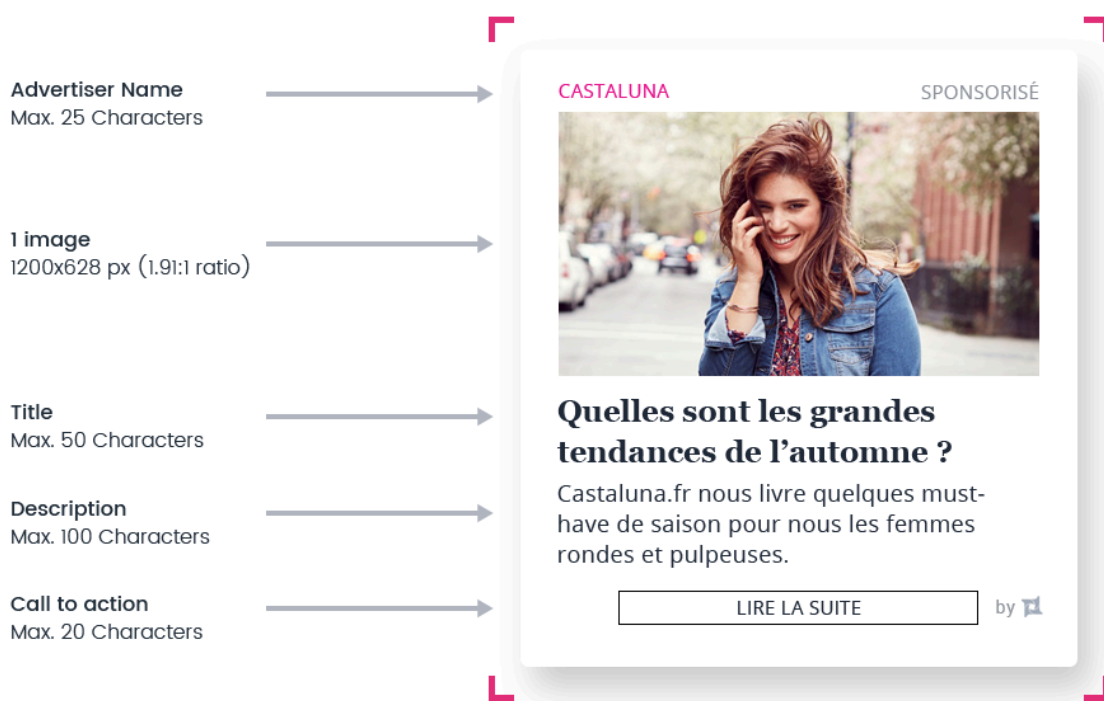 Advertiser Name
Max. 25 Characters
1 image
1200x628 px (1.91:1 ratio)
Title
Max. 50 Characters
Description
Max. 100 Characters
Call to action
Max. 20 Characters
CASTALUNA
SPONSORISÉ
Quelles sont les grandes
tendances de l’automne ?
Castaluna.fr nous livre quelques must-
have de saison pour nous les femmes
rondes et pulpeuses.
LIRE LA SUITE
by